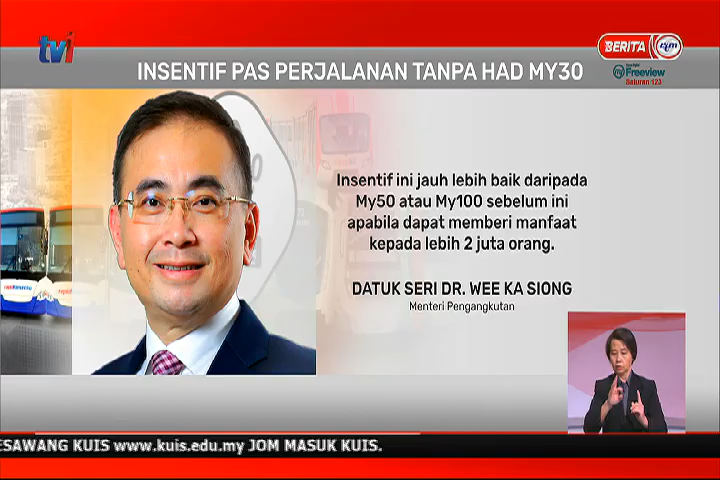 tvi
BERITA rtm
myFreeview
Saluran 123
INSENTIF PAS PERJALANAN TANPA HAD MY30
Insentif ini jauh lebih baik daripada
My50 atau My100 sebelum ini
apabila dapat memberi manfaat
kepada lebih 2 juta orang.
DATUK SERI DR. WEE KA SIONG
Menteri Pengangkutan
ESAWANG KUIS www.kuis.edu.my JOM MASUK KUIS.